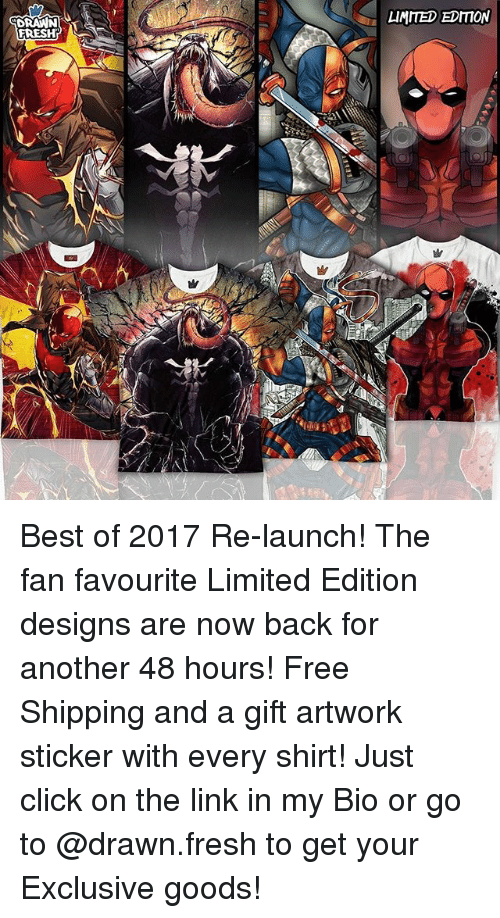 DRAWN
FRESH
LIMITED EDITION
Best of 2017 Re-launch! The
fan favourite Limited Edition
designs are now back for
another 48 hours! Free
Shipping and a gift artwork
sticker with every shirt! Just
click on the link in my Bio or go
to @drawn.fresh to get your
Exclusive goods!